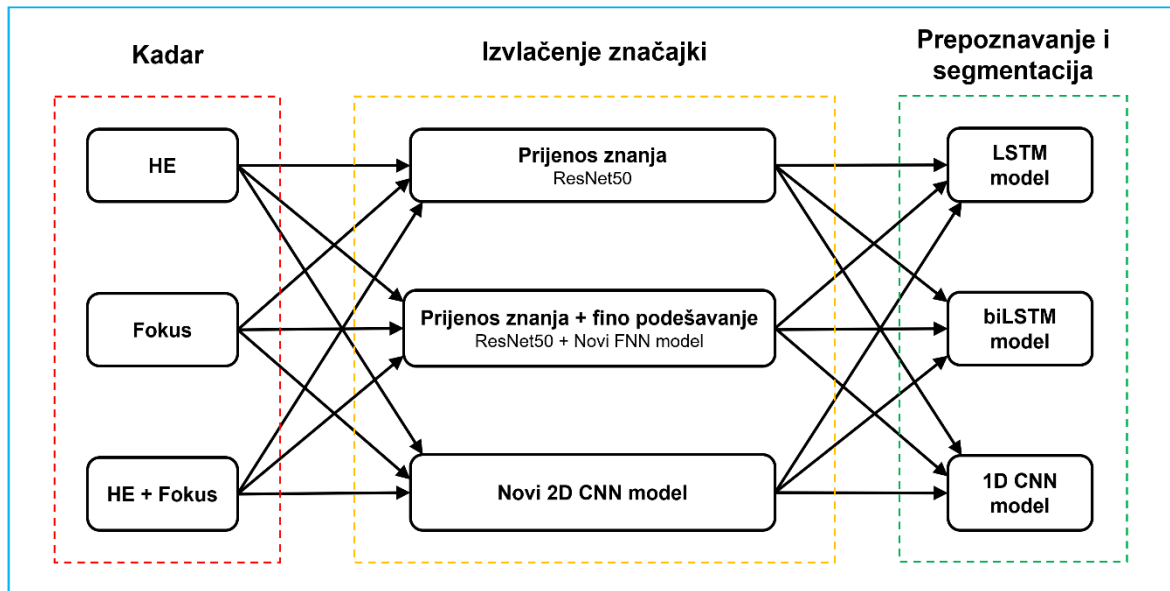 Kadar
Izvlačenje značajki
Prepoznavanje i
segmentacija
HE
Fokus
HE + Fokus
Prijenos znanja
ResNet50
Prijenos znanja + fino podešavanje
ResNet50 + Novi FNN model
Novi 2D CNN model
LSTM
model
biLSTM
model
1D CNN
model